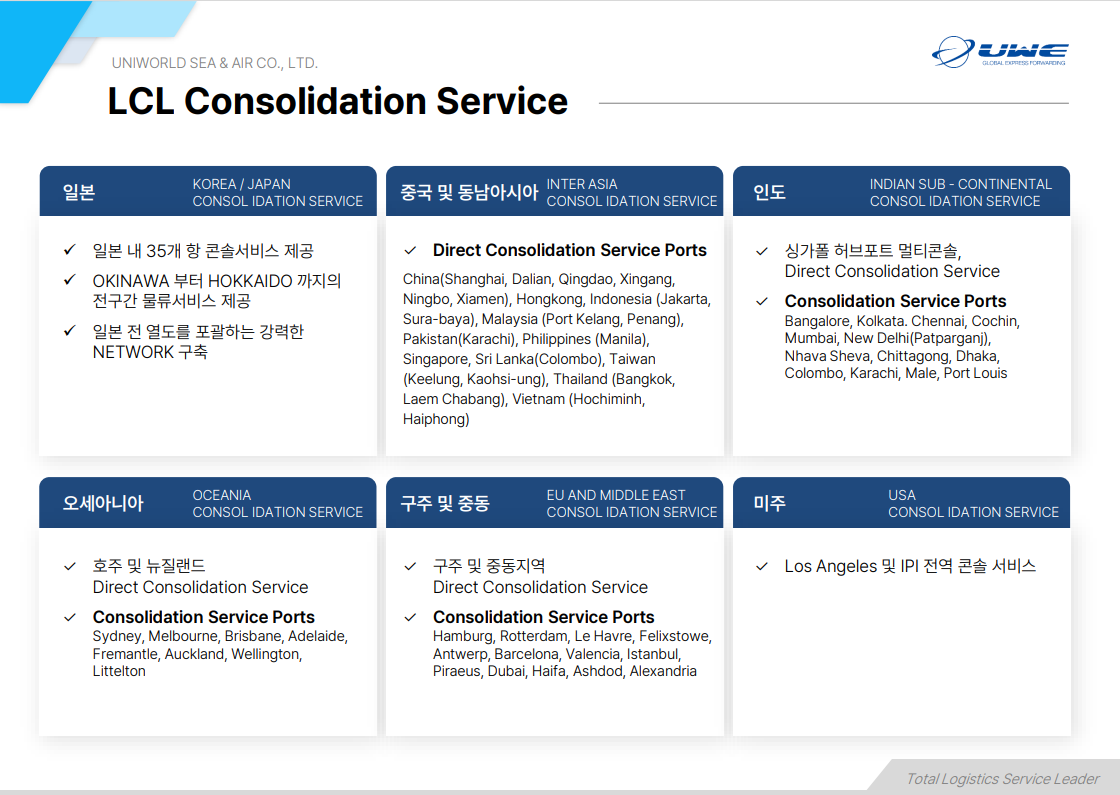 UNIWORLD SEA & AIR CO., LTD.
UWE
GLOBAL EXPRESS FORWARDING
LCL Consolidation Service
일본
KOREA / JAPAN
CONSOL IDATION SERVICE
✓ 일본 내 35개 항 콘솔서비스 제공
✓ OKINAWA 부터 HOKKAIDO 까지의
전구간 물류서비스 제공
✓ 일본 전 열도를 포괄하는 강력한
NETWORK 구축
중국 및 동남아시아
INTER ASIA
CONSOL IDATION SERVICE
✓ Direct Consolidation Service Ports
China(Shanghai, Dalian, Qingdao, Xingang,
Ningbo, Xiamen), Hongkong, Indonesia (Jakarta,
Sura-baya), Malaysia (Port Kelang, Penang),
Pakistan(Karachi), Philippines (Manila),
Singapore, Sri Lanka(Colombo), Taiwan
(Keelung, Kaohsi-ung), Thailand (Bangkok,
Laem Chabang), Vietnam (Hochiminh,
Haiphong)
인도
INDIAN SUB - CONTINENTAL
CONSOL IDATION SERVICE
✓ 싱가폴 허브포트 멀티콘솔,
Direct Consolidation Service
✓ Consolidation Service Ports
Bangalore, Kolkata. Chennai, Cochin,
Mumbai, New Delhi(Patparganj),
Nhava Sheva, Chittagong, Dhaka,
Colombo, Karachi, Male, Port Louis
오세아니아
OCEANIA
CONSOL IDATION SERVICE
✓ 호주 및 뉴질랜드
Direct Consolidation Service
✓ Consolidation Service Ports
Sydney, Melbourne, Brisbane, Adelaide,
Fremantle, Auckland, Wellington,
Littelton
구주 및 중동
EU AND MIDDLE EAST
CONSOL IDATION SERVICE
✓ 구주 및 중동지역
Direct Consolidation Service
✓ Consolidation Service Ports
Hamburg, Rotterdam, Le Havre, Felixstowe,
Antwerp, Barcelona, Valencia, Istanbul,
Piraeus, Dubai, Haifa, Ashdod, Alexandria
미주
USA
CONSOL IDATION SERVICE
✓ Los Angeles 및 IPI 전역 콘솔 서비스
Total Logistics Service Leader